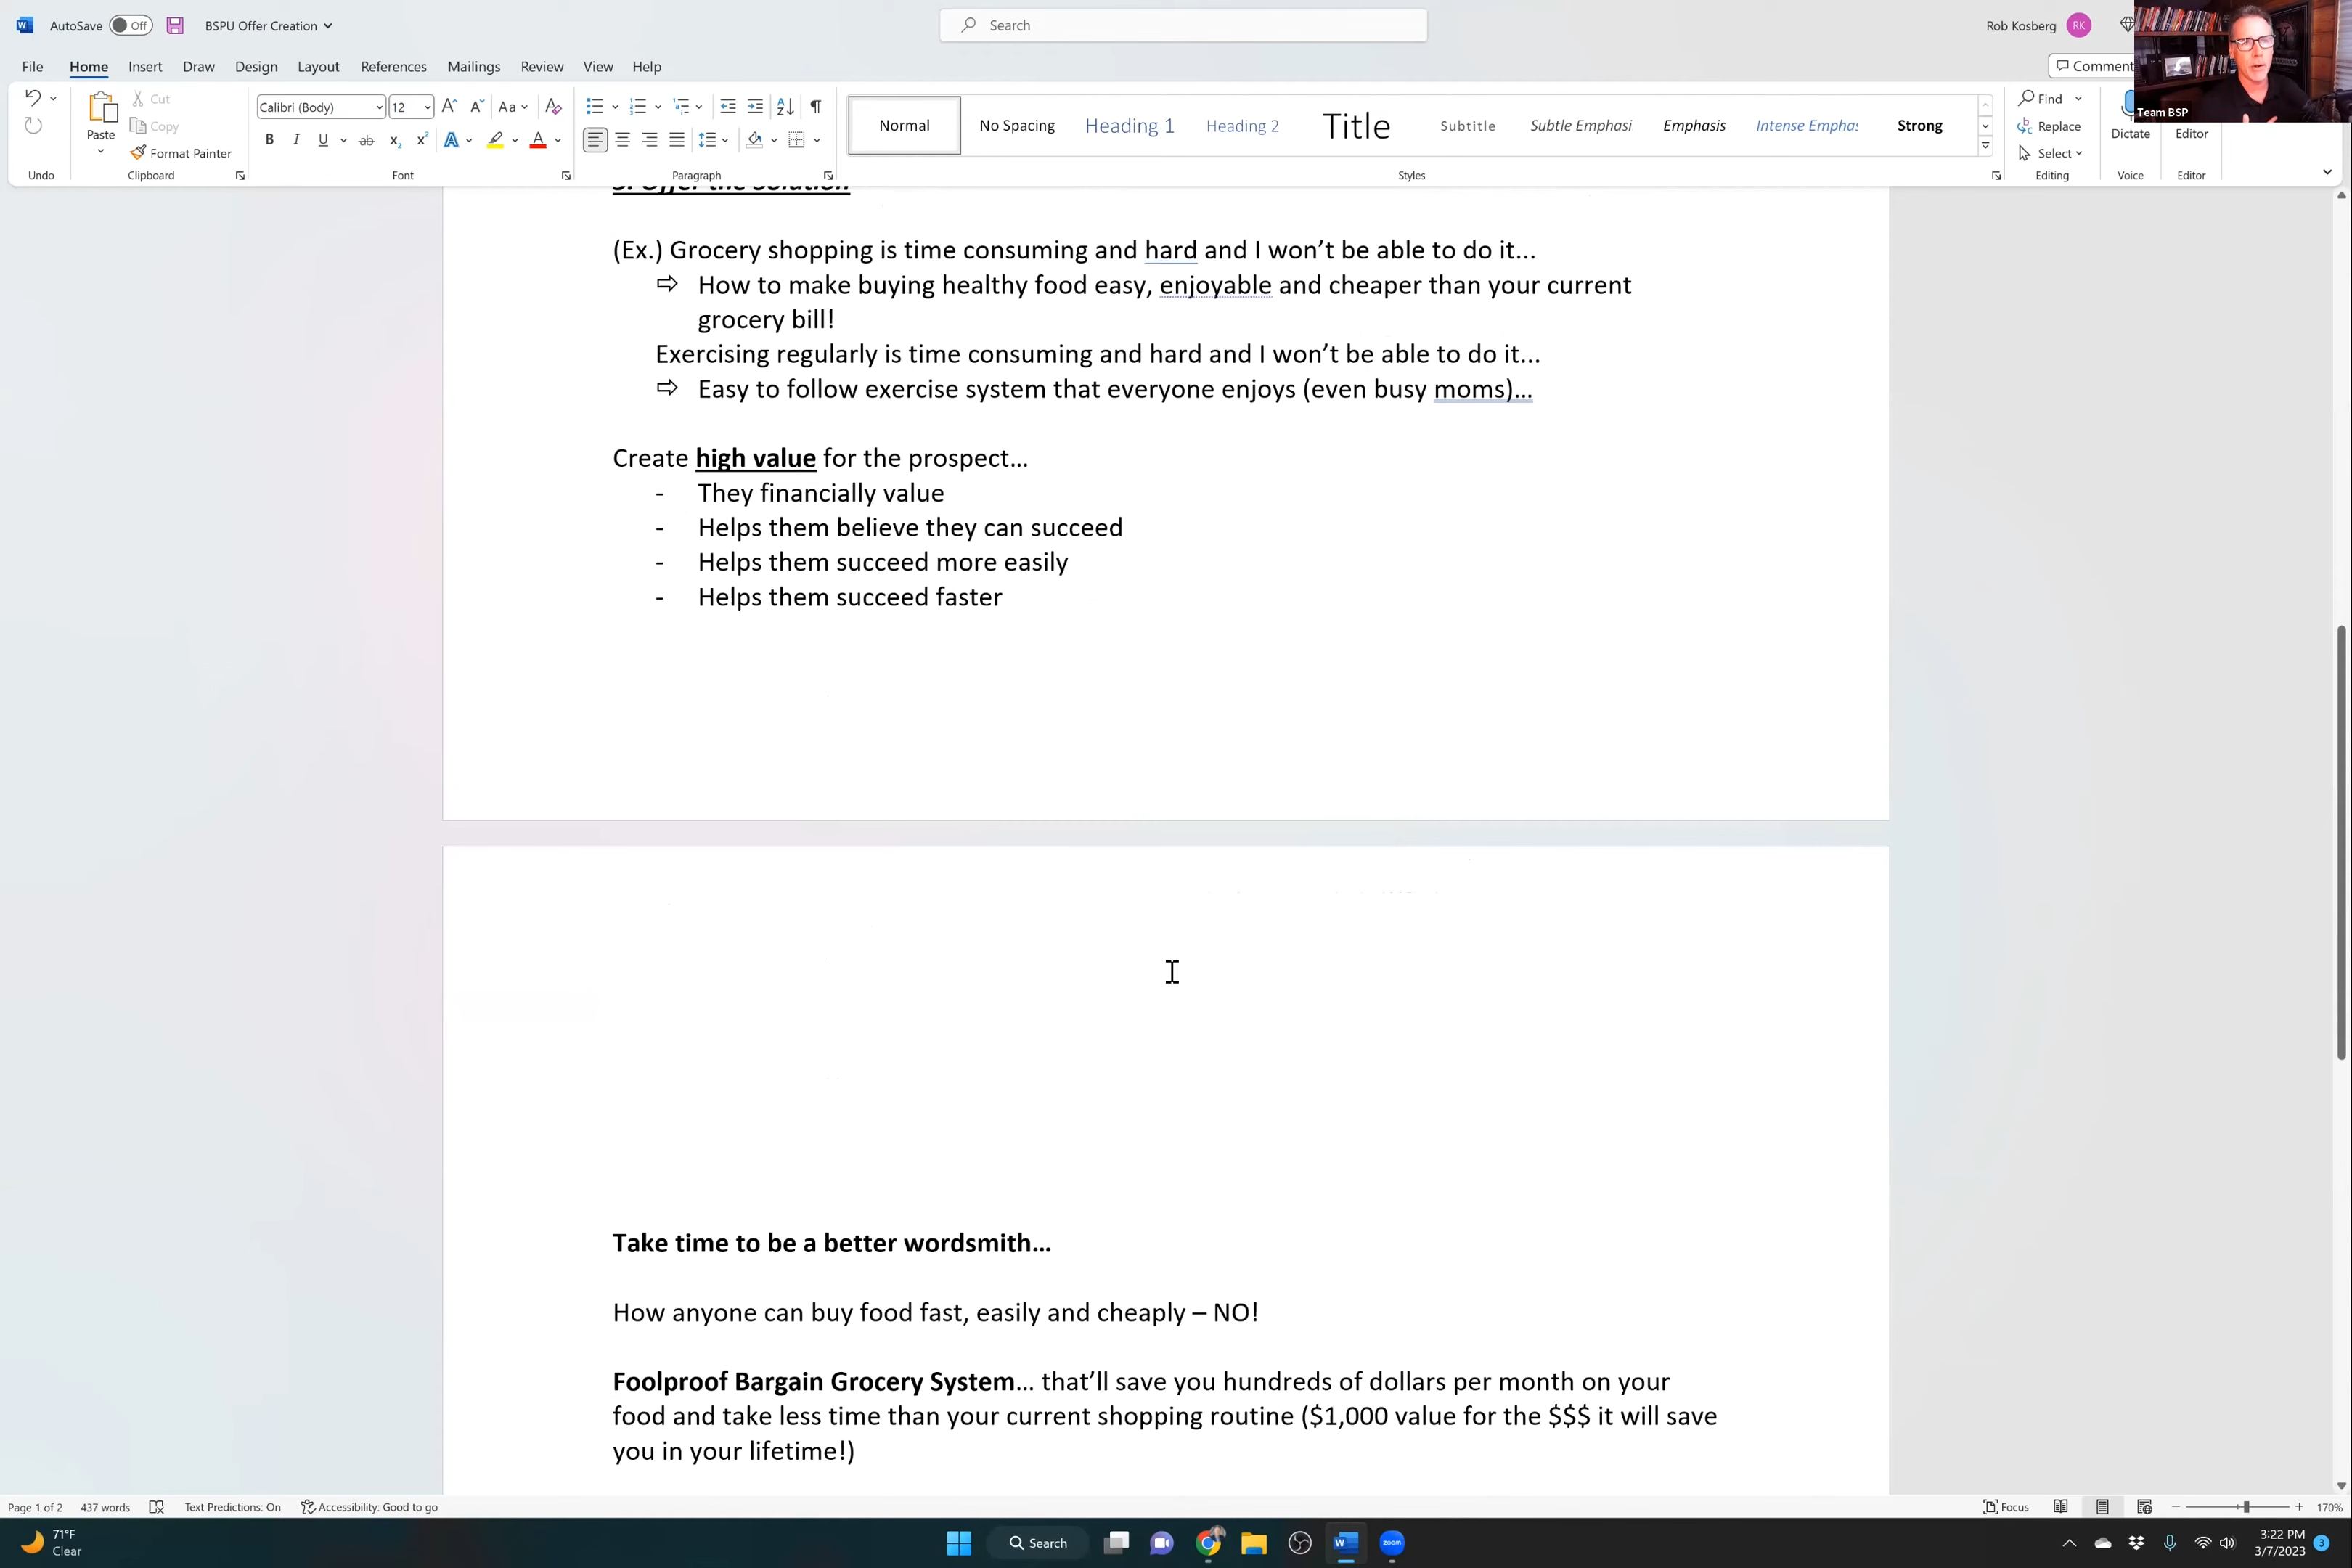 AutoSave Off BSPU Offer Creation Search Rob Kosberg RK
File Home Insert Draw Design Layout References Mailings Review View Help Comment
Team BSP
Paste Cut Copy Format Painter
Calibri (Body) 12
Normal No Spacing Heading 1 Heading 2 Title Subtitle Subtle Emphasi Emphasis Intense Emphas Strong
Find Replace Select Dictate Editor
Undo Clipboard Font Paragraph Styles Editing Voice Editor
3. Offer the Solution
(Ex.) Grocery shopping is time consuming and hard and I won’t be able to do it…
⇨ How to make buying healthy food easy, enjoyable and cheaper than your current
grocery bill!
Exercising regularly is time consuming and hard and I won’t be able to do it…
⇨ Easy to follow exercise system that everyone enjoys (even busy moms)…
Create high value for the prospect…
- They financially value
- Helps them believe they can succeed
- Helps them succeed more easily
- Helps them succeed faster
Take time to be a better wordsmith…
How anyone can buy food fast, easily and cheaply – NO!
Foolproof Bargain Grocery System… that’ll save you hundreds of dollars per month on your
food and take less time than your current shopping routine ($1,000 value for the $$$ it will save
you in your lifetime!)
Page 1 of 2 437 words Text Predictions: On Accessibility: Good to go Focus 170%
71°F
Clear
Search
zoom
3:22 PM
3/7/2023
3